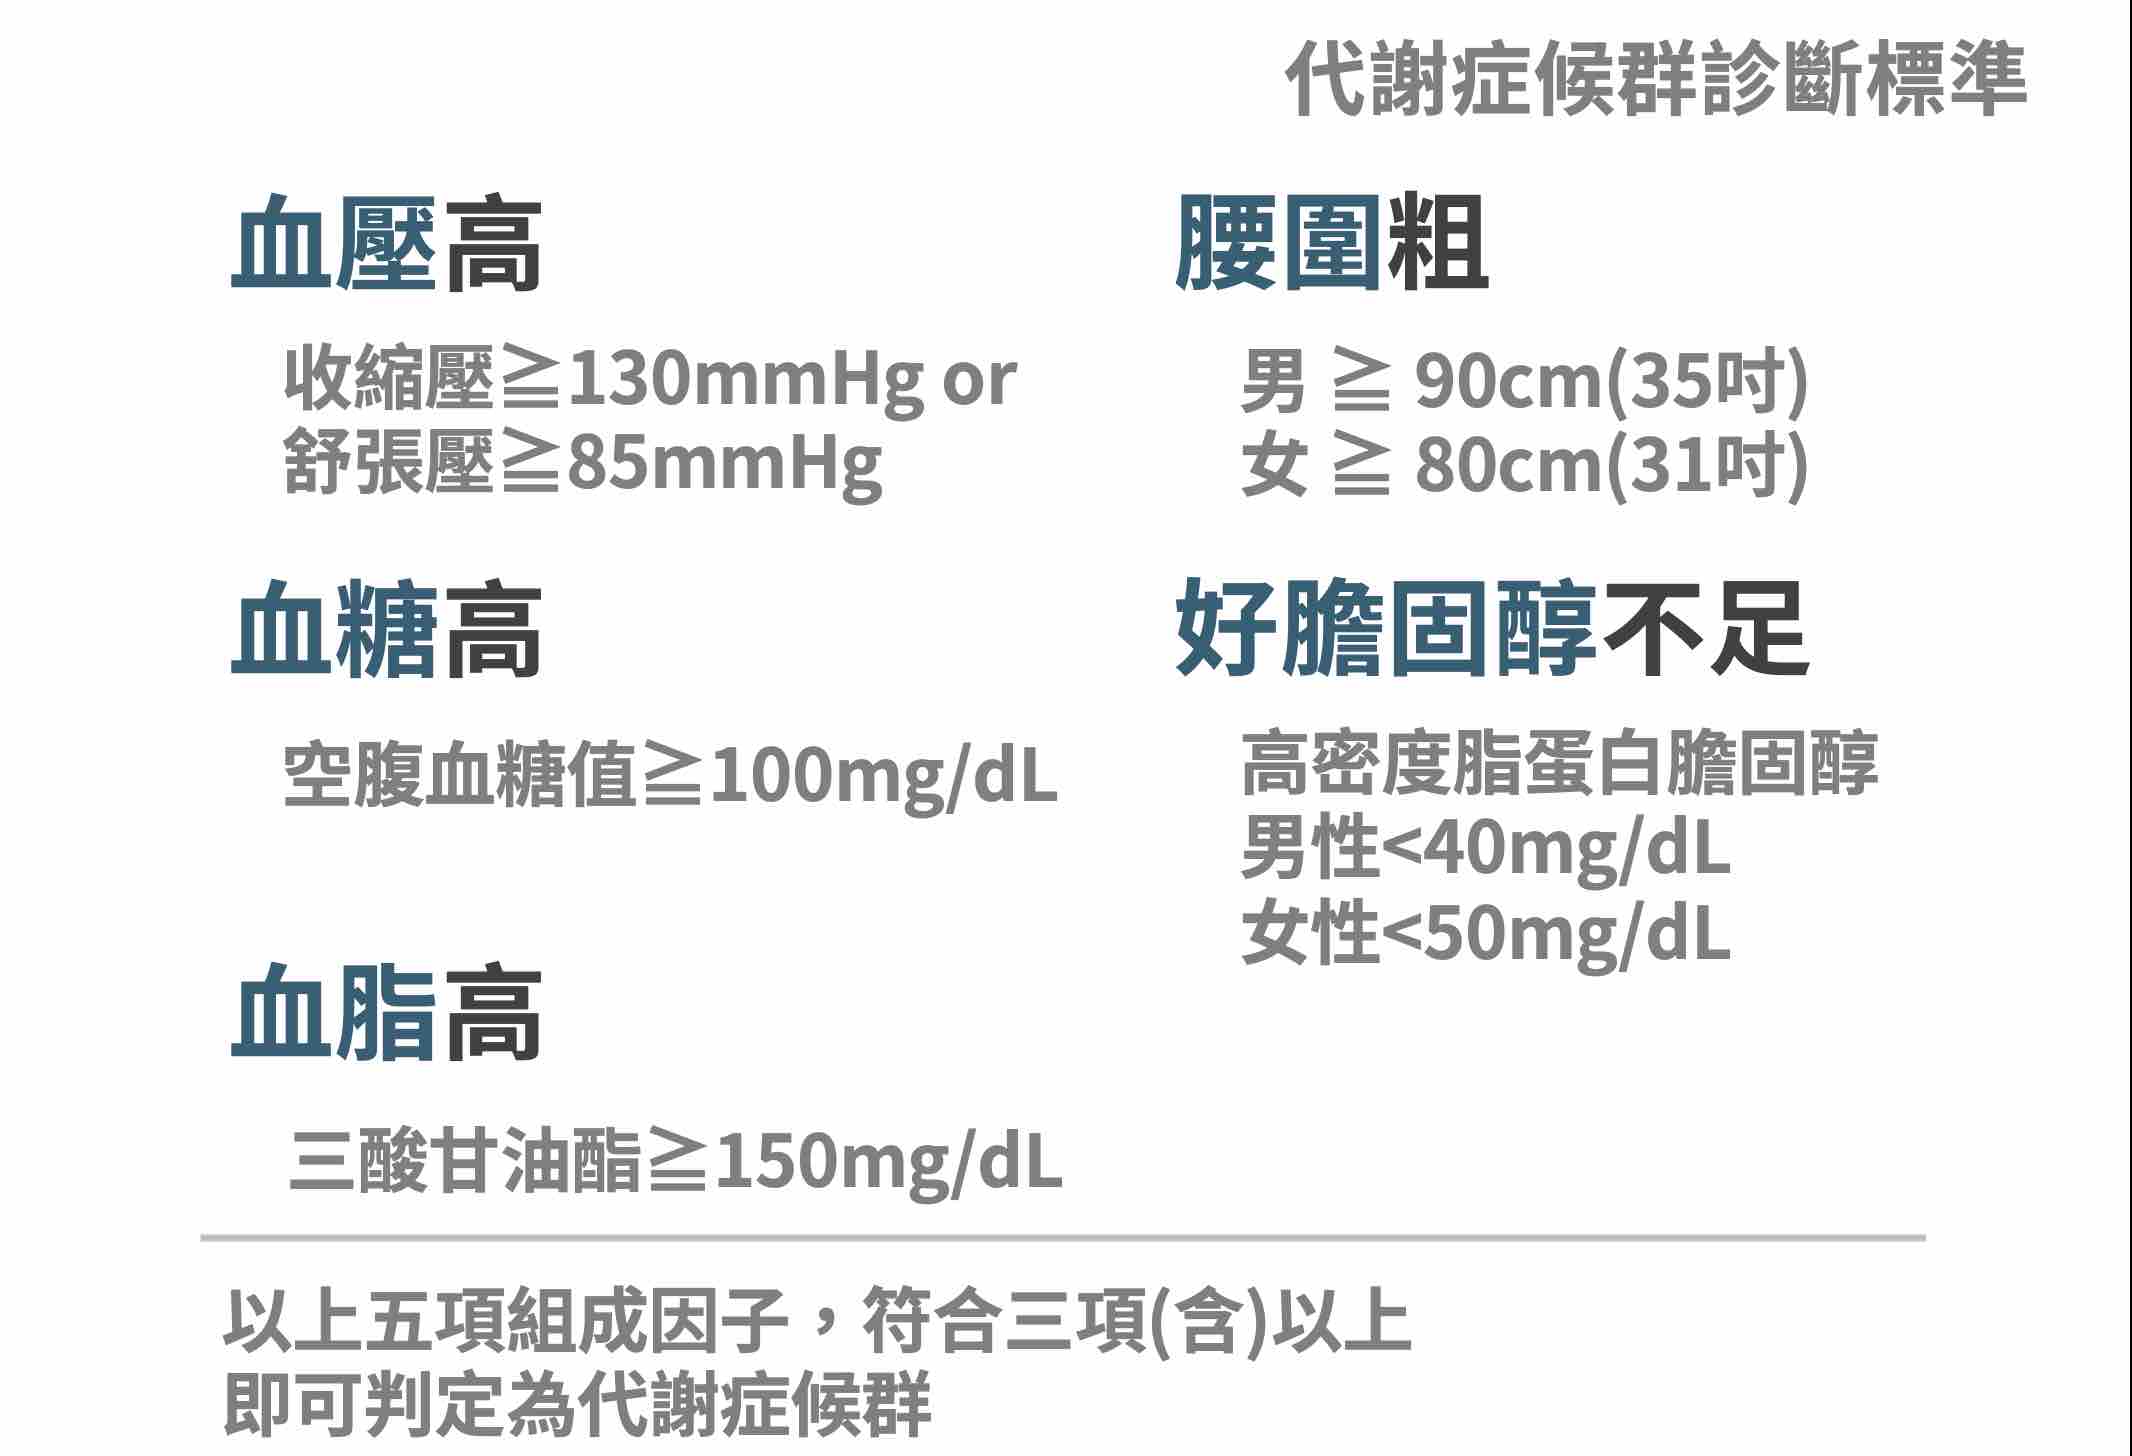 代謝症候群診斷標準
血壓高
收縮壓≧130mmHg or
舒張壓≧85mmHg
血糖高
空腹血糖值≧100mg/dL
血脂高
三酸甘油酯≧150mg/dL
腰圍粗
男 ≧ 90cm(35吋)
女 ≧ 80cm(31吋)
好膽固醇不足
高密度脂蛋白膽固醇
男性<40mg/dL
女性<50mg/dL
以上五項組成因子，符合三項(含)以上
即可判定為代謝症候群